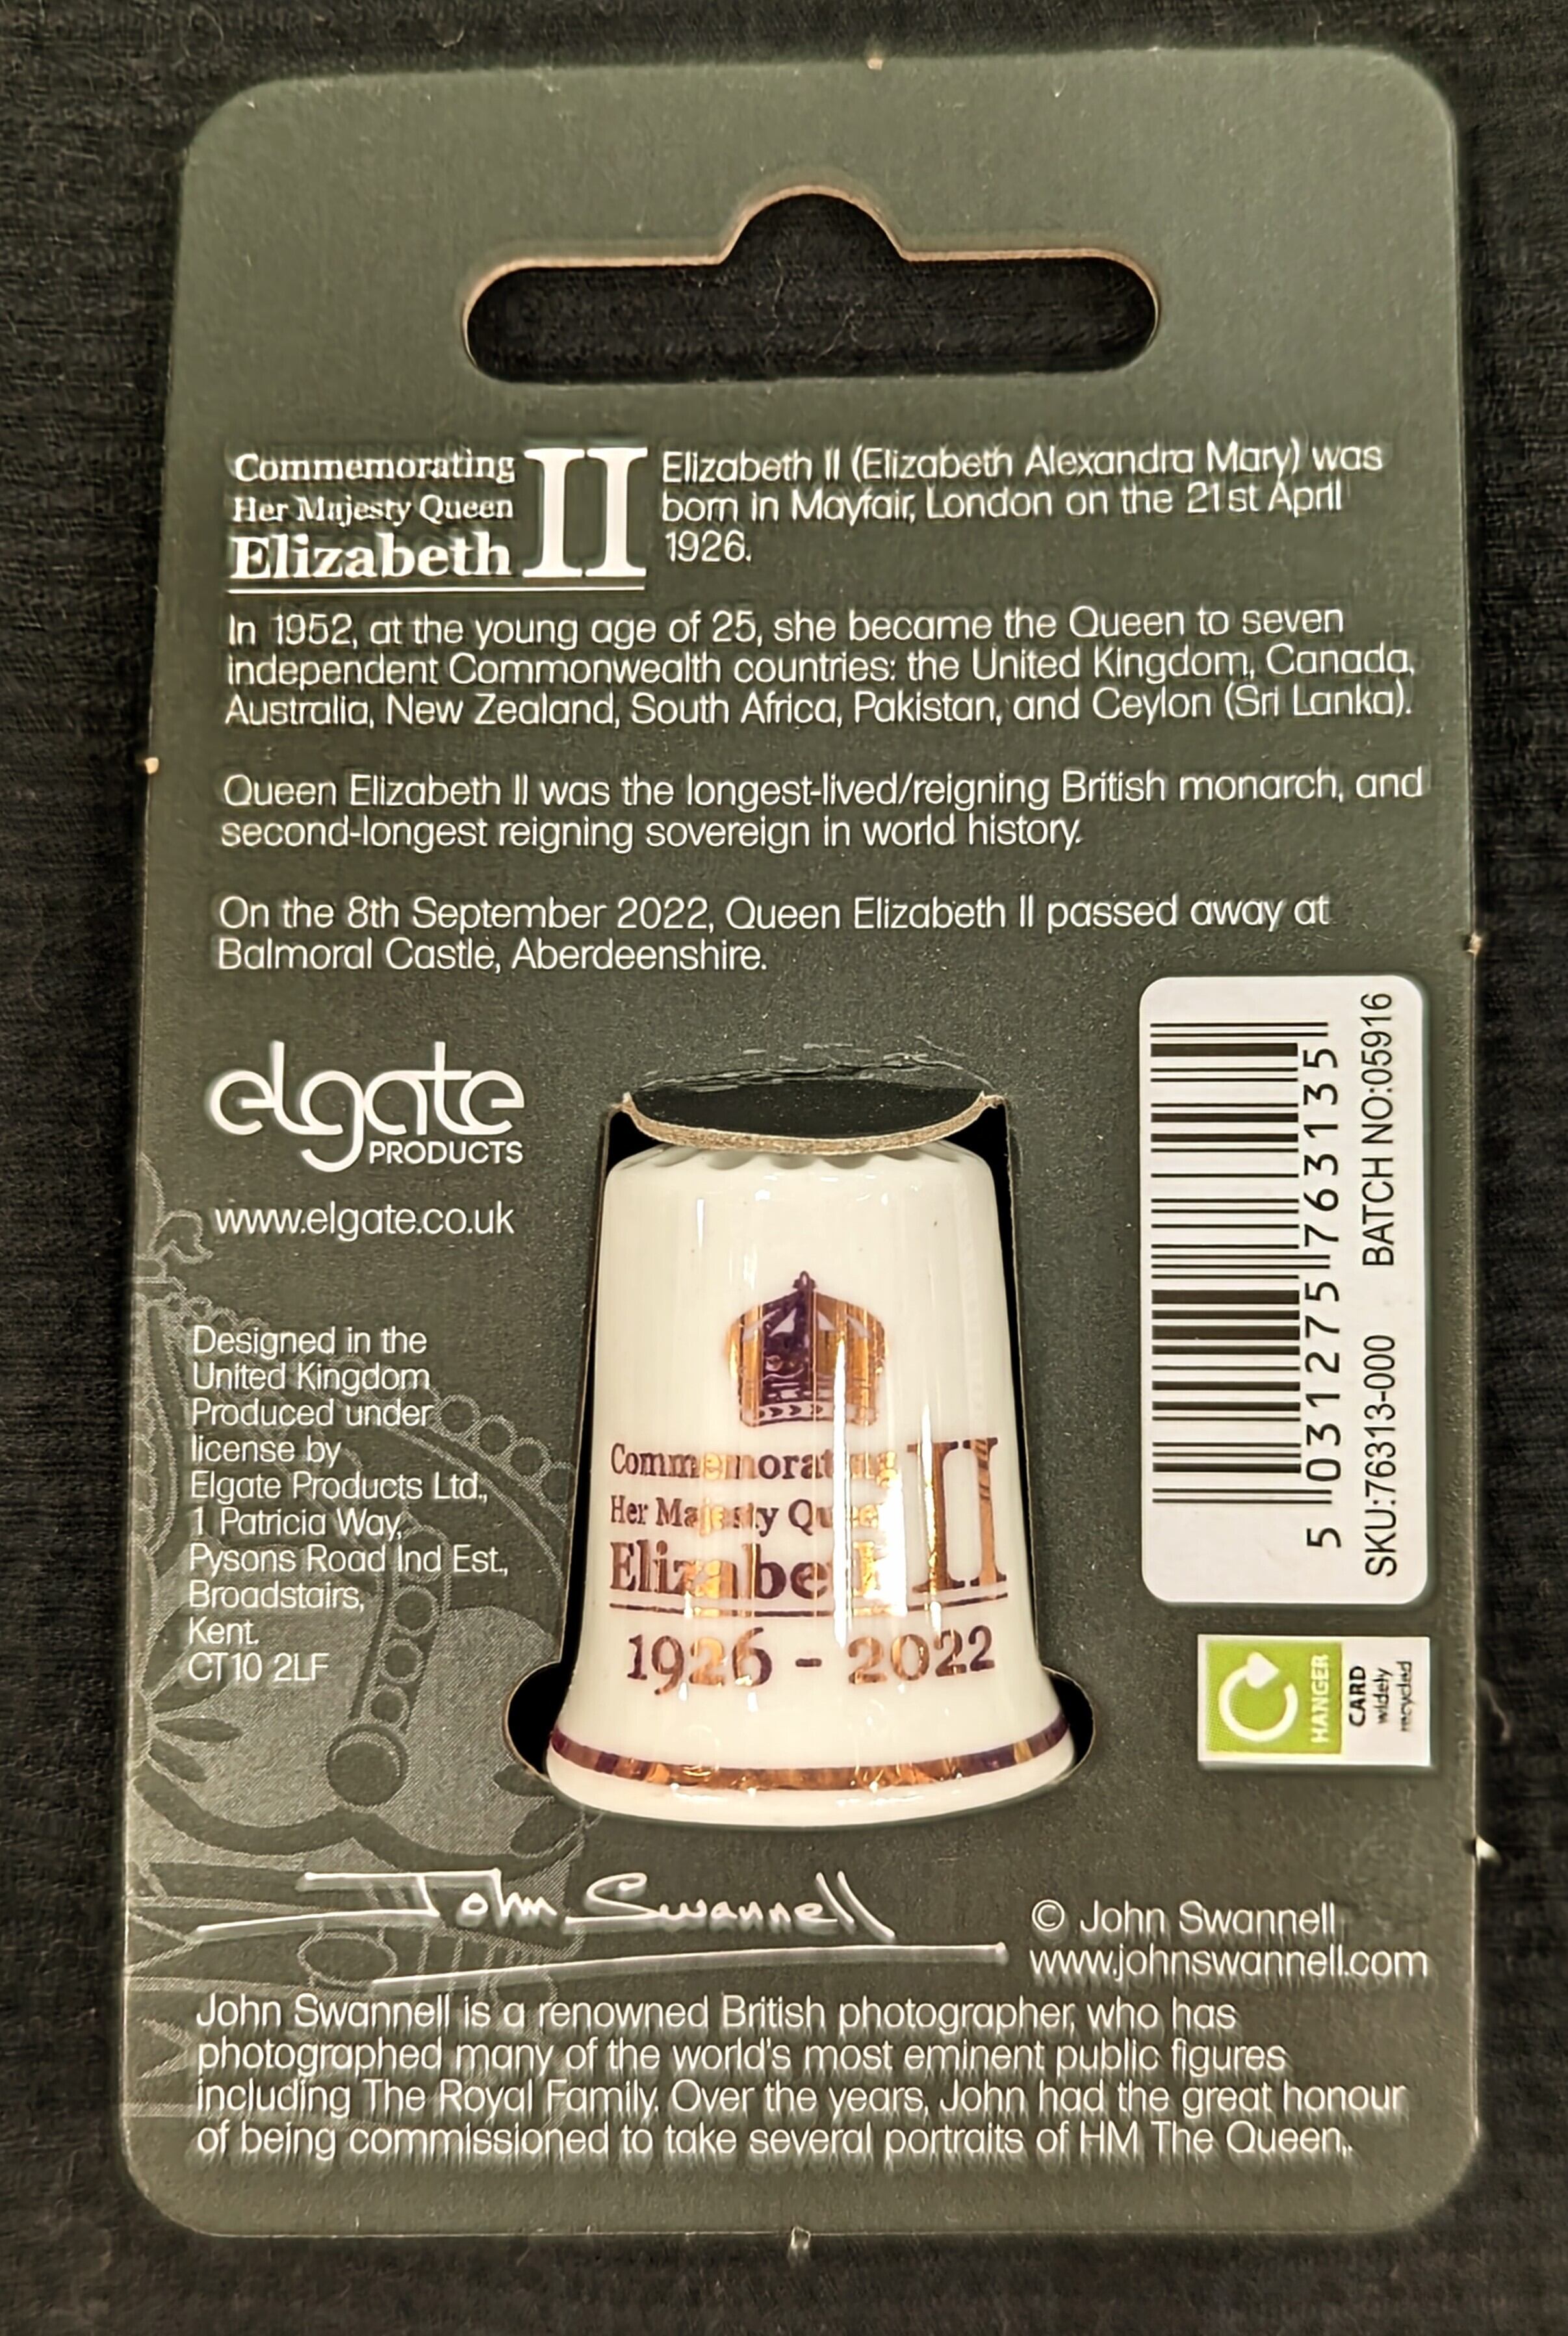 Commemorating
Her Majesty Queen
Elizabeth II
Elizabeth II (Elizabeth Alexandra Mary) was
born in Mayfair, London on the 21st April
1926.
In 1952, at the young age of 25, she became the Queen to seven
independent Commonwealth countries: the United Kingdom, Canada,
Australia, New Zealand, South Africa, Pakistan, and Ceylon (Sri Lanka).
Queen Elizabeth II was the longest-lived/reigning British monarch, and
second-longest reigning sovereign in world history.
On the 8th September 2022, Queen Elizabeth II passed away at
Balmoral Castle, Aberdeenshire.
elgate
PRODUCTS
www.elgate.co.uk
Designed in the
United Kingdom
Produced under
license by
Elgate Products Ltd.,
1 Patricia Way,
Pysons Road Ind Est.,
Broadstairs,
Kent.
CT10 2LF
Commemorating
Her Majesty Queen
Elizabeth II
1926 - 2022
5 031275 763135
SKU:76313-000 BATCH NO:05916
HANGER
CARD
widely
recycled
John Swannell
© John Swannell
www.johnswannell.com
John Swannell is a renowned British photographer, who has
photographed many of the world's most eminent public figures
including The Royal Family. Over the years, John had the great honour
of being commissioned to take several portraits of HM The Queen,.